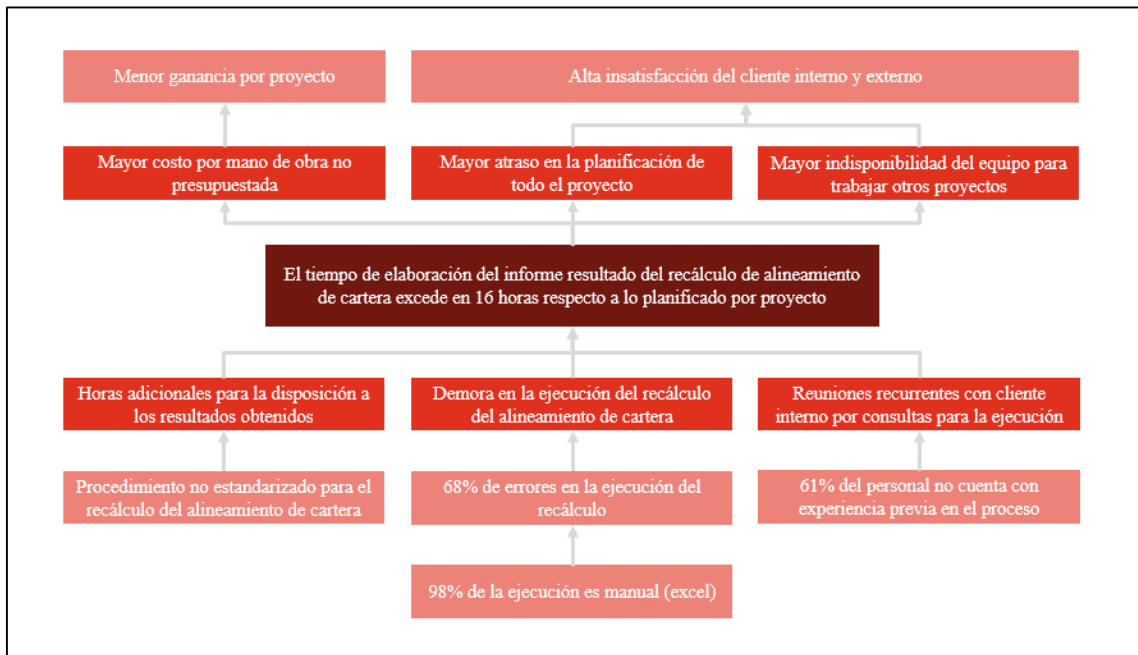 Menor ganancia por proyecto
Alta insatisfacción del cliente interno y externo
Mayor costo por mano de obra no
presupuestada
Mayor atraso en la planificación de
todo el proyecto
Mayor indisponibilidad del equipo para
trabajar otros proyectos
El tiempo de elaboración del informe resultado del recálculo de alineamiento
de cartera excede en 16 horas respecto a lo planificado por proyecto
Horas adicionales para la disposición a
los resultados obtenidos
Demora en la ejecución del recálculo
del alineamiento de cartera
Reuniones recurrentes con cliente
interno por consultas para la ejecución
Procedimiento no estandarizado para el
recálculo del alineamiento de cartera
68% de errores en la ejecución del
recálculo
61% del personal no cuenta con
experiencia previa en el proceso
98% de la ejecución es manual (excel)